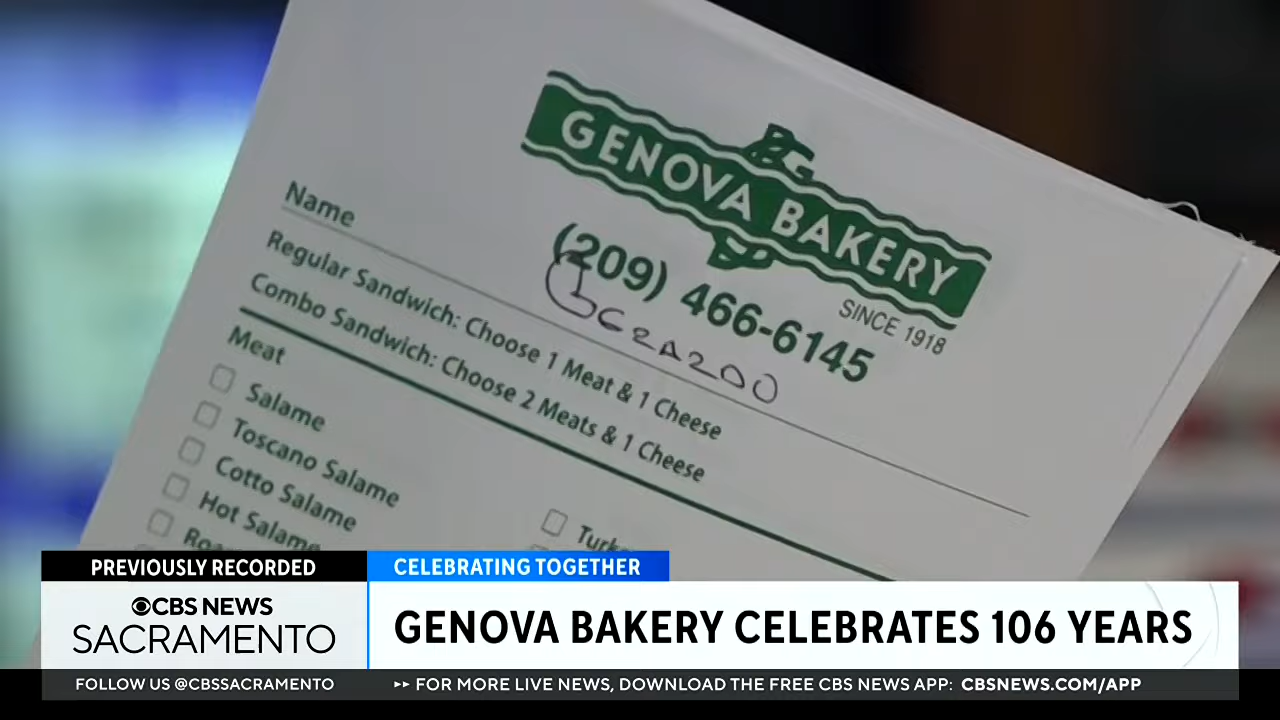 GENOVA BAKERY
SINCE 1918
(209) 466-6145
Name
Regular Sandwich: Choose 1 Meat & 1 Cheese
Combo Sandwich: Choose 2 Meats & 1 Cheese
Meat
Salame
Toscano Salame
Cotto Salame
Hot Salame
PREVIOUSLY RECORDED
CELEBRATING TOGETHER
CBS NEWS
SACRAMENTO
GENOVA BAKERY CELEBRATES 106 YEARS
FOLLOW US @CBSSACRAMENTO
FOR MORE LIVE NEWS, DOWNLOAD THE FREE CBS NEWS APP: CBSNEWS.COM/APP